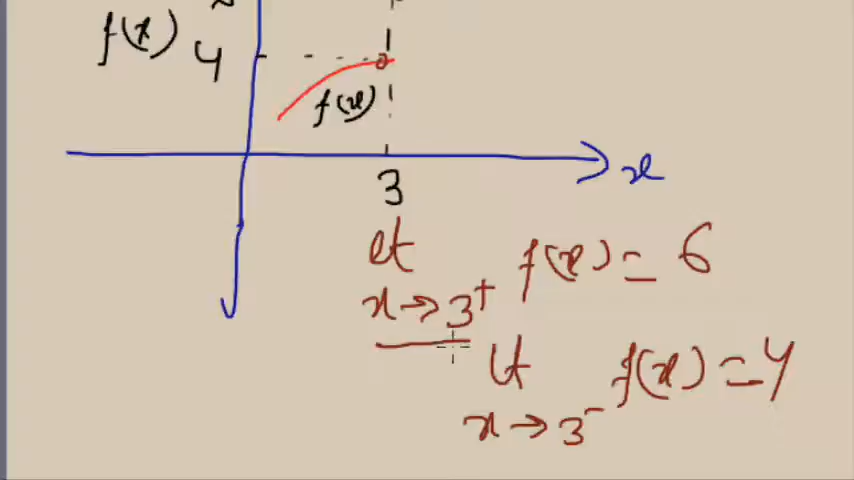 f(x)
4
f(x)
x
3
lt f(x) = 6
x → 3⁺
lt f(x) = 4
x → 3⁻